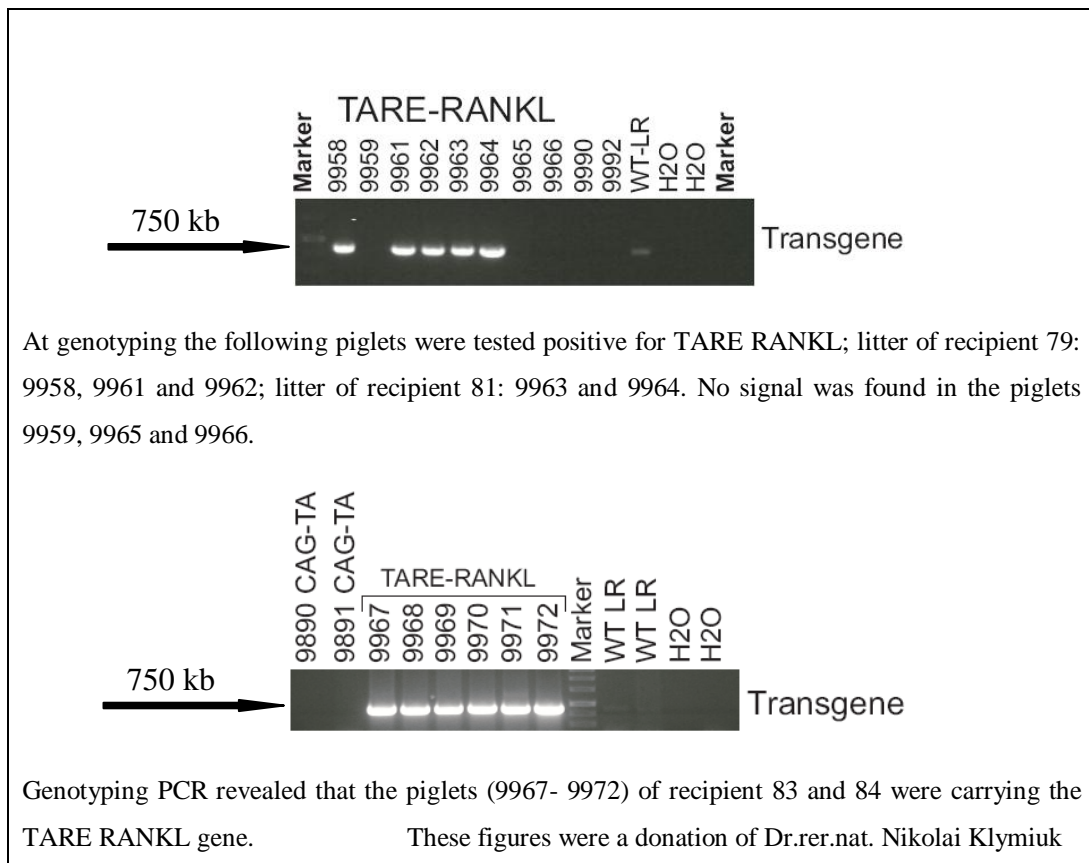 TARE-RANKL
Marker
9958
9959
9961
9962
9963
9964
9965
9966
9990
9992
WT-LR
H2O
H2O
Marker
750 kb
Transgene
At genotyping the following piglets were tested positive for TARE RANKL; litter of recipient 79:
9958, 9961 and 9962; litter of recipient 81: 9963 and 9964. No signal was found in the piglets
9959, 9965 and 9966.
9890 CAG-TA
9891 CAG-TA
TARE-RANKL
9967
9968
9969
9970
9971
9972
Marker
WT LR
WT LR
H2O
H2O
750 kb
Transgene
Genotyping PCR revealed that the piglets (9967- 9972) of recipient 83 and 84 were carrying the
TARE RANKL gene. These figures were a donation of Dr.rer.nat. Nikolai Klymiuk